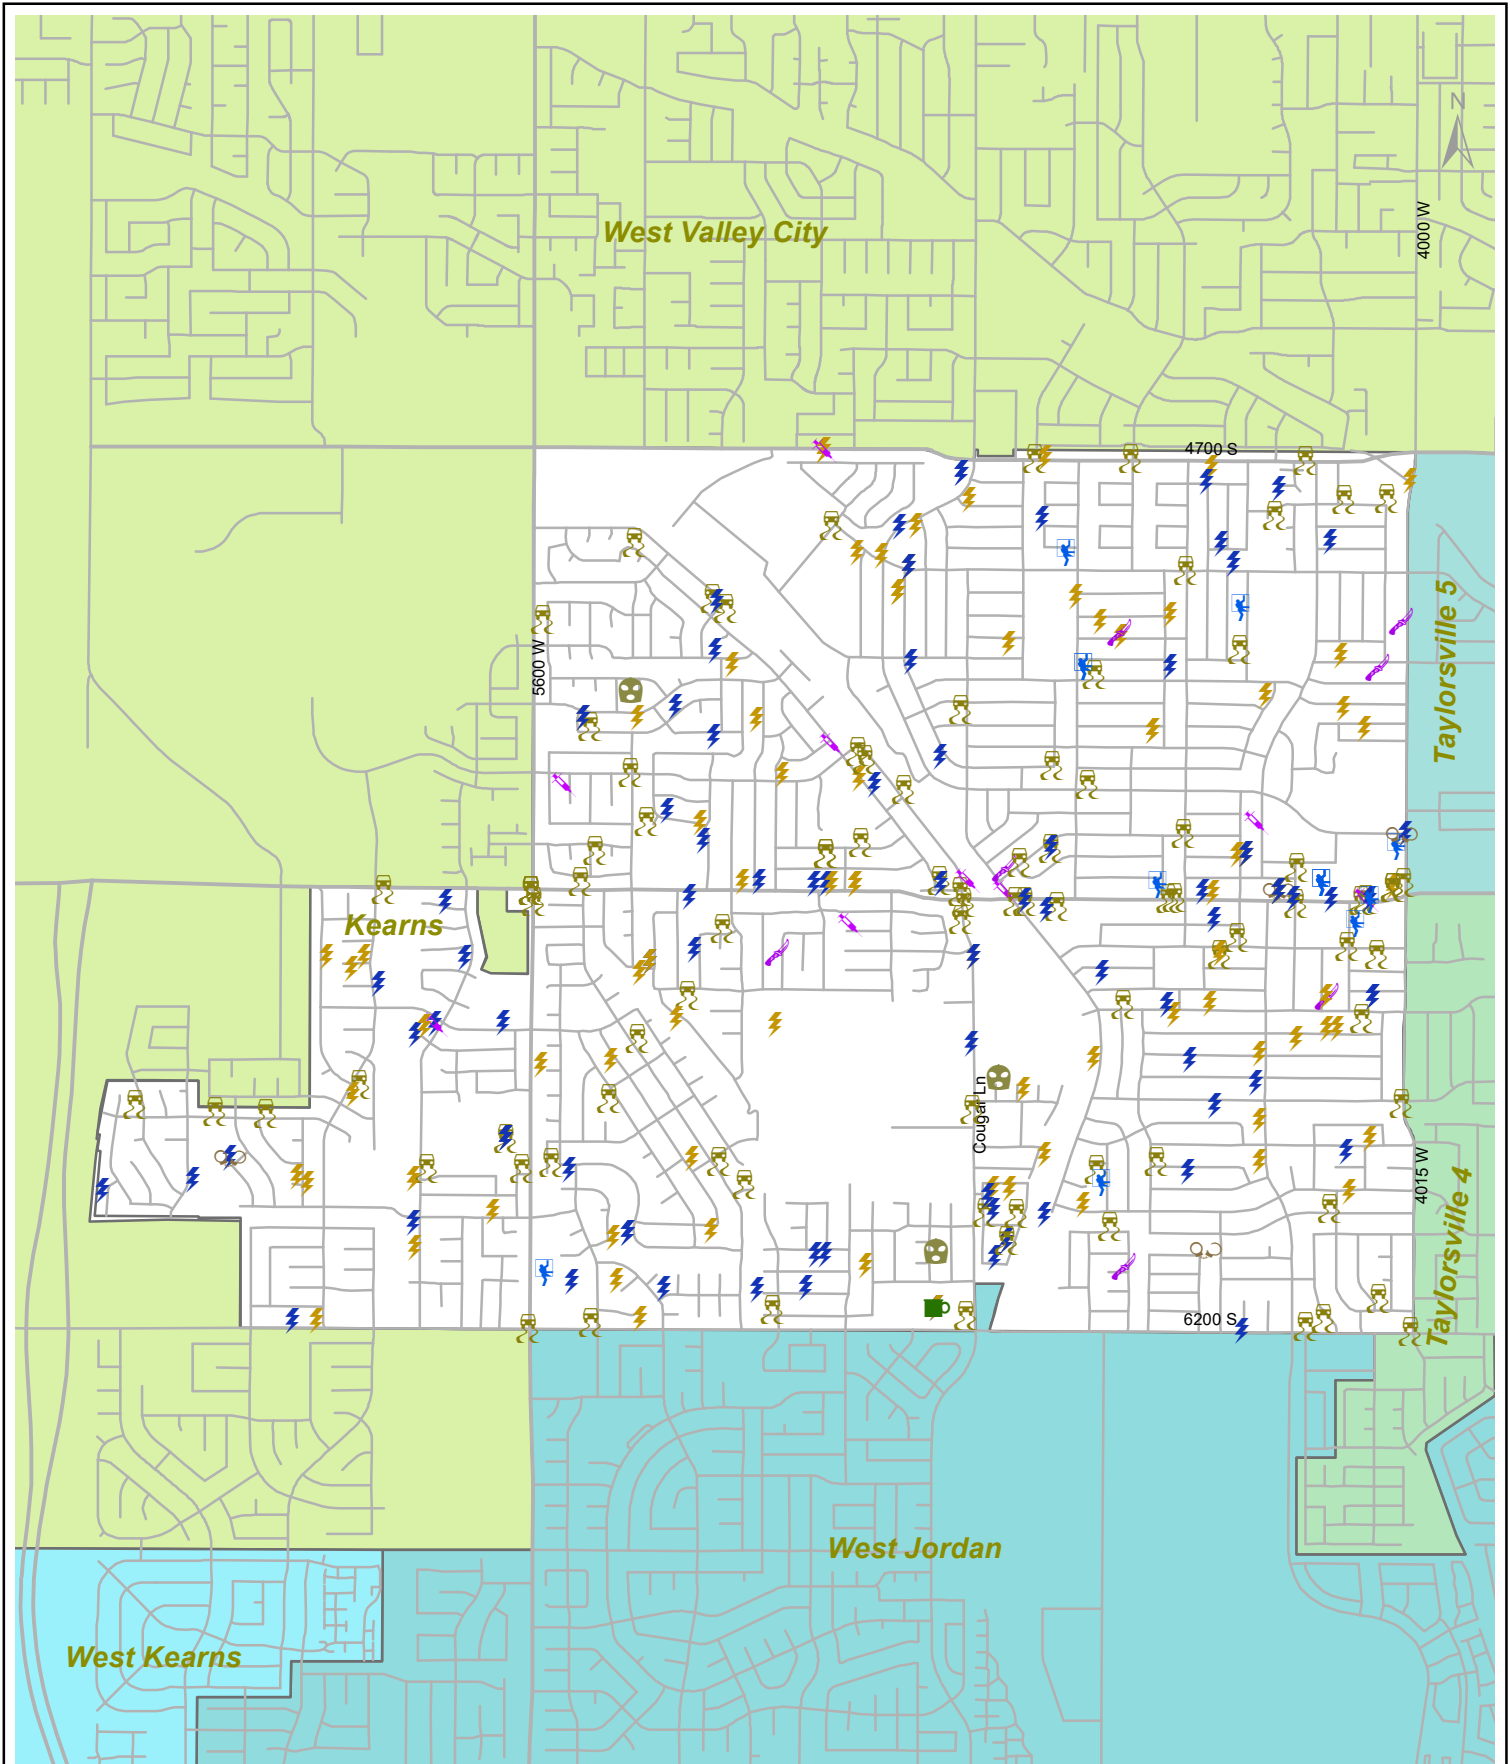 N
4000 W
West Valley City
4700 S
Taylorsville 5
5600 W
Kearns
Cougar Ln
4015 W
Taylorsville 4
6200 S
West Jordan
West Kearns